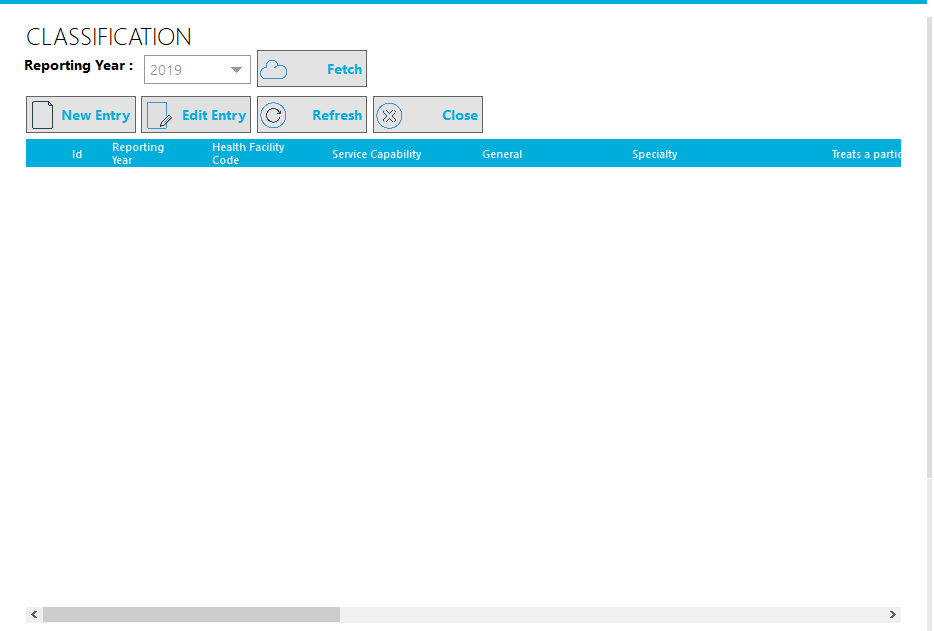 CLASSIFICATION
Reporting Year :
2019
Fetch
New Entry
Edit Entry
Refresh
Close
Id
Reporting
Year
Health Facility
Code
Service Capability
General
Specialty
Treats a partic